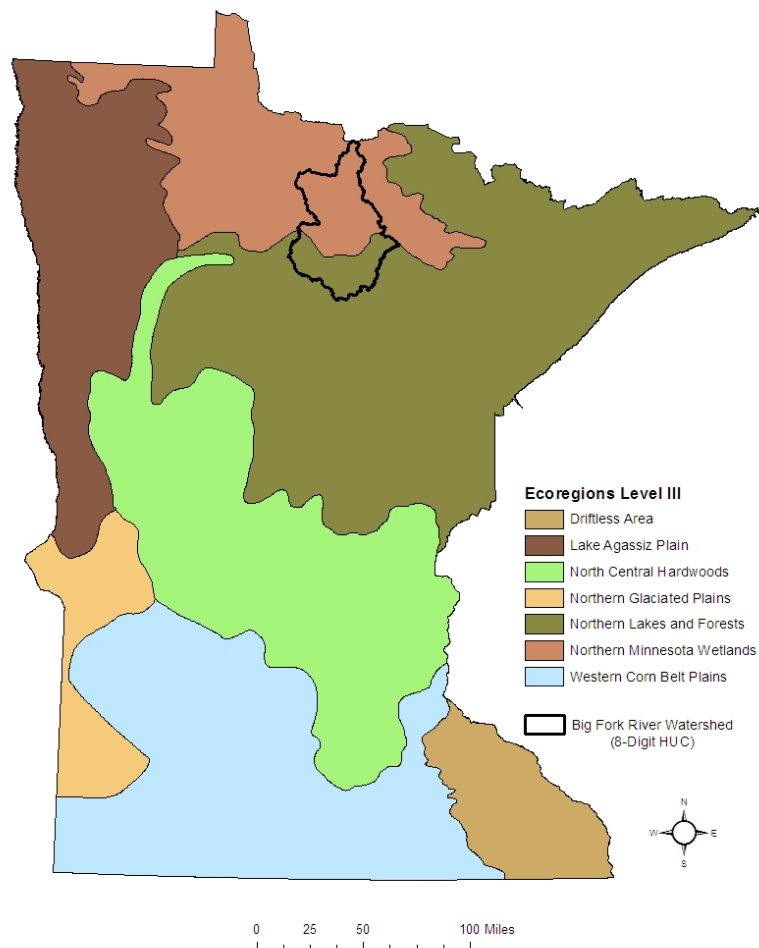 Ecoregions Level III
Driftless Area
Lake Agassiz Plain
North Central Hardwoods
Northern Glaciated Plains
Northern Lakes and Forests
Northern Minnesota Wetlands
Western Corn Belt Plains
Big Fork River Watershed
(8-Digit HUC)
N
W E
S
0 25 50 100 Miles